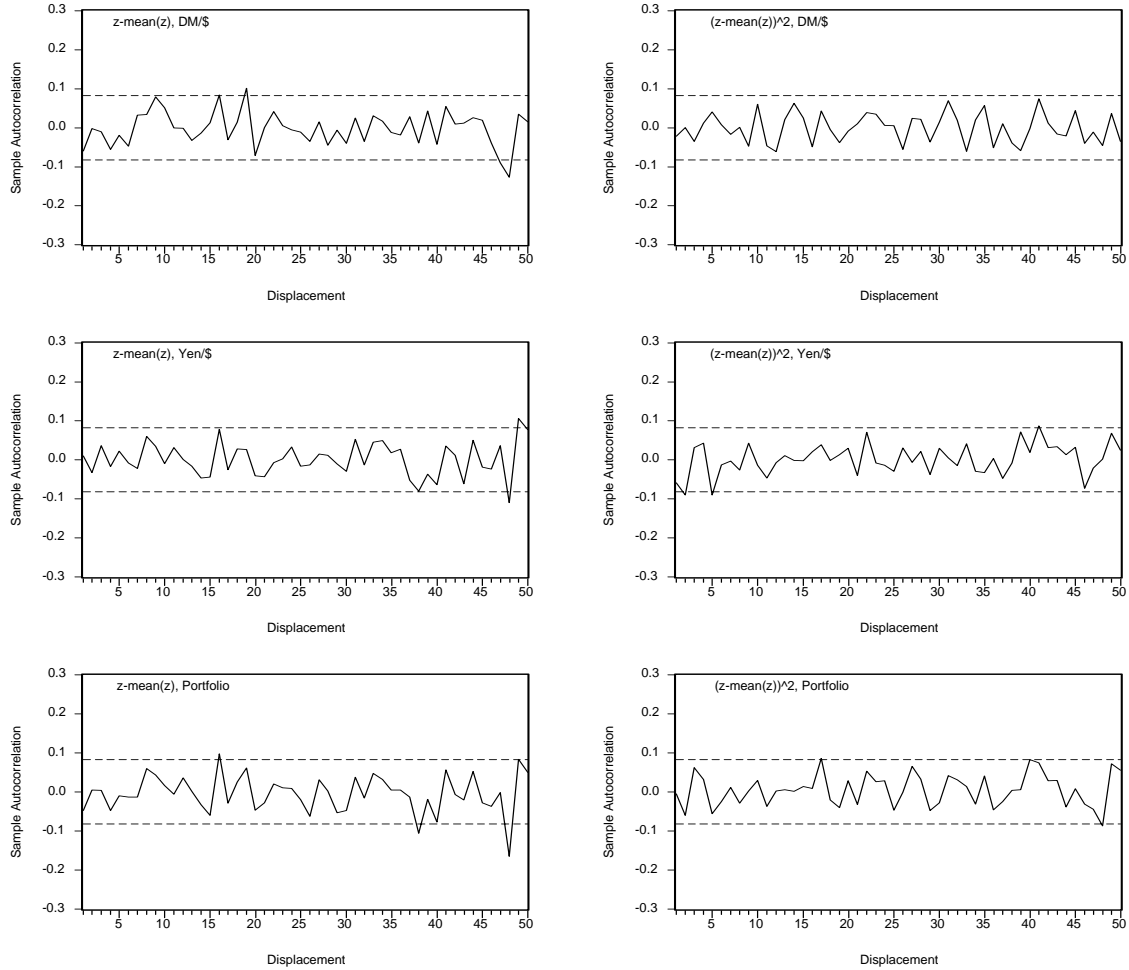 z-mean(z), DM/$
Sample Autocorrelation
0.3
0.2
0.1
0.0
-0.1
-0.2
-0.3
5 10 15 20 25 30 35 40 45 50
Displacement
(z-mean(z))^2, DM/$
Sample Autocorrelation
0.3
0.2
0.1
0.0
-0.1
-0.2
-0.3
5 10 15 20 25 30 35 40 45 50
Displacement
z-mean(z), Yen/$
Sample Autocorrelation
0.3
0.2
0.1
0.0
-0.1
-0.2
-0.3
5 10 15 20 25 30 35 40 45 50
Displacement
(z-mean(z))^2, Yen/$
Sample Autocorrelation
0.3
0.2
0.1
0.0
-0.1
-0.2
-0.3
5 10 15 20 25 30 35 40 45 50
Displacement
z-mean(z), Portfolio
Sample Autocorrelation
0.3
0.2
0.1
0.0
-0.1
-0.2
-0.3
5 10 15 20 25 30 35 40 45 50
Displacement
(z-mean(z))^2, Portfolio
Sample Autocorrelation
0.3
0.2
0.1
0.0
-0.1
-0.2
-0.3
5 10 15 20 25 30 35 40 45 50
Displacement